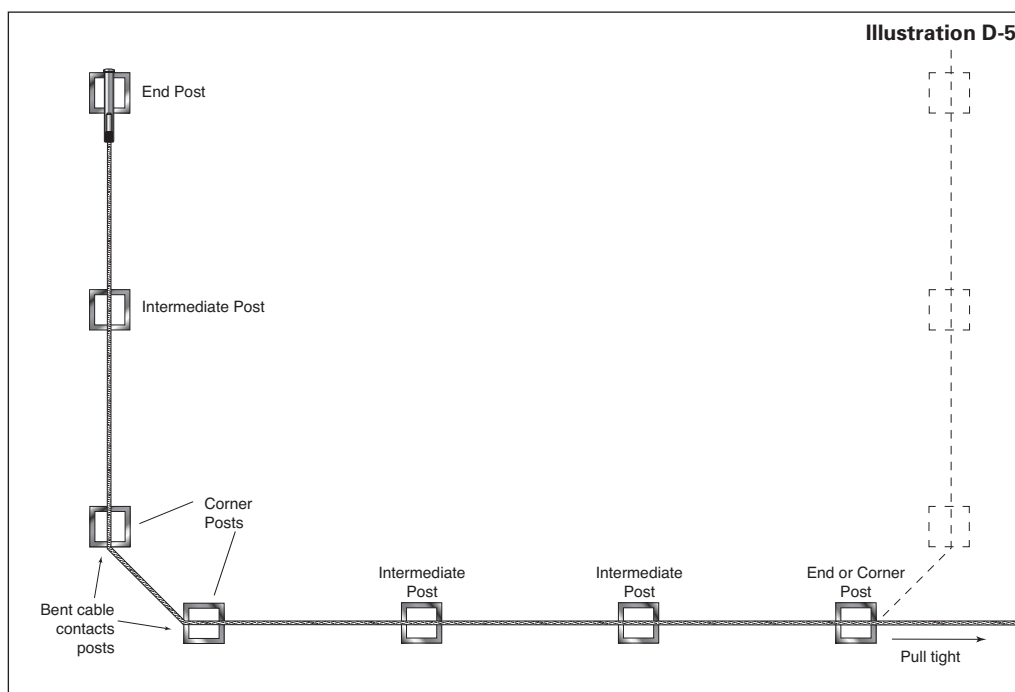 Illustration D-5
End Post
Intermediate Post
Corner
Posts
Intermediate
Post
Intermediate
Post
End or Corner
Post
Bent cable
contacts
posts
Pull tight